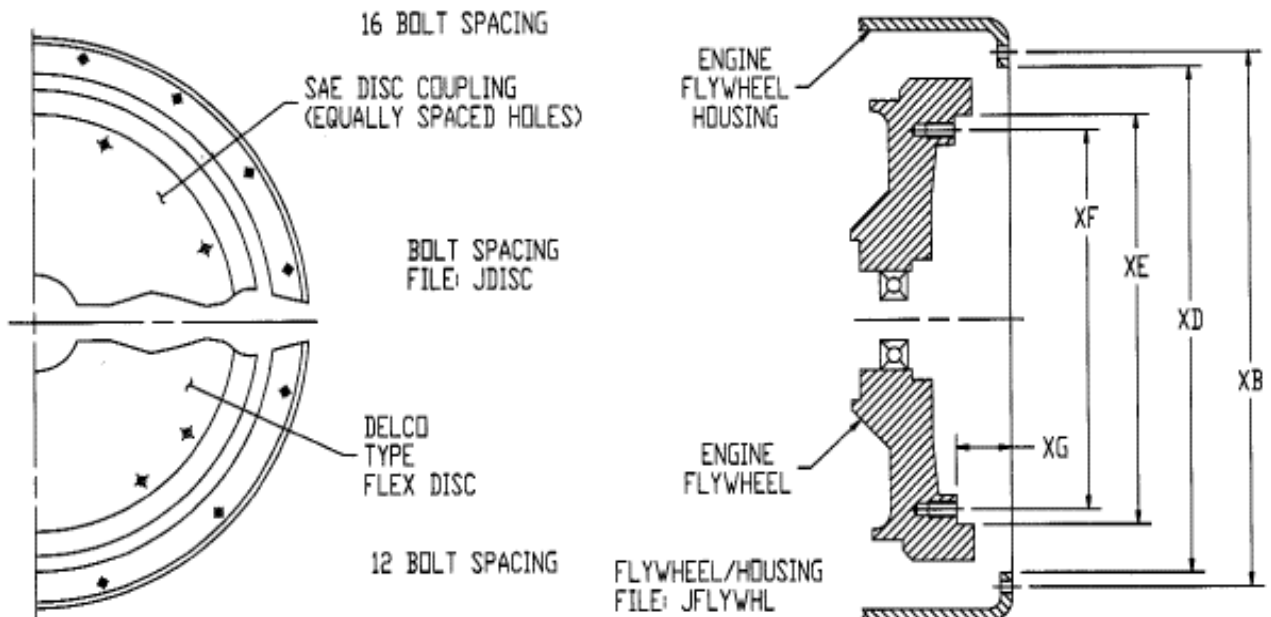 16 BOLT SPACING
SAE DISC COUPLING
(EQUALLY SPACED HOLES)
BOLT SPACING
FILE: JDISC
DELCO
TYPE
FLEX DISC
12 BOLT SPACING
ENGINE
FLYWHEEL
HOUSING
XF
XE
XD
XB
XG
ENGINE
FLYWHEEL
FLYWHEEL/HOUSING
FILE: JFLYWHL